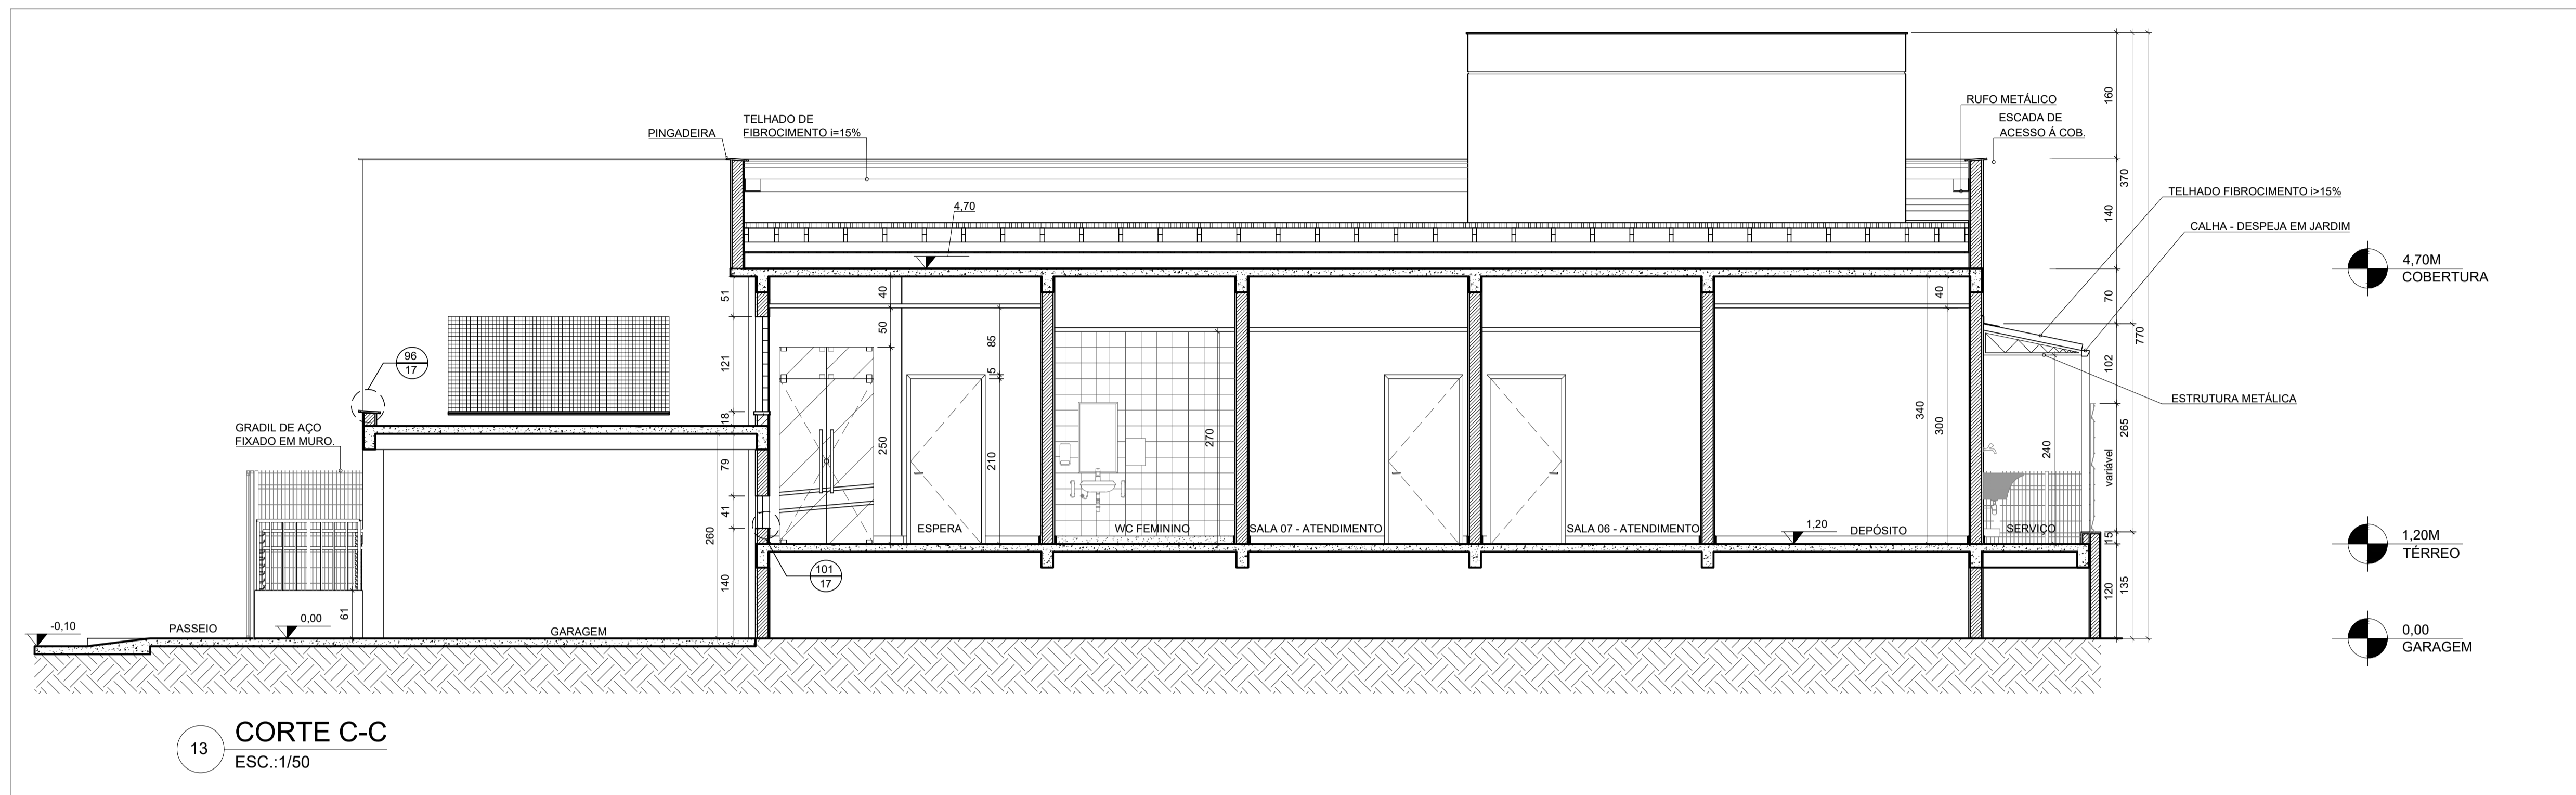 160
RUFO METÁLICO
ESCADA DE
ACESSO Á COB.
TELHADO DE
FIBROCIMENTO i=15%
PINGADEIRA
370
TELHADO FIBROCIMENTO i>15%
4,70
140
CALHA - DESPEJA EM JARDIM
4,70M
COBERTURA
51
40
40
70
50
770
96
17
121
85
5
102
ESTRUTURA METÁLICA
18
340
300
265
GRADIL DE AÇO
FIXADO EM MURO.
250
270
240
79
210
variável
41
260
ESPERA
WC FEMININO
SALA 07 - ATENDIMENTO
SALA 06 - ATENDIMENTO
1,20
DEPÓSITO
SERVIÇO
15
1,20M
TÉRREO
101
17
140
120
135
61
-0,10
PASSEIO
0,00
GARAGEM
0,00
GARAGEM
13
CORTE C-C
ESC.:1/50